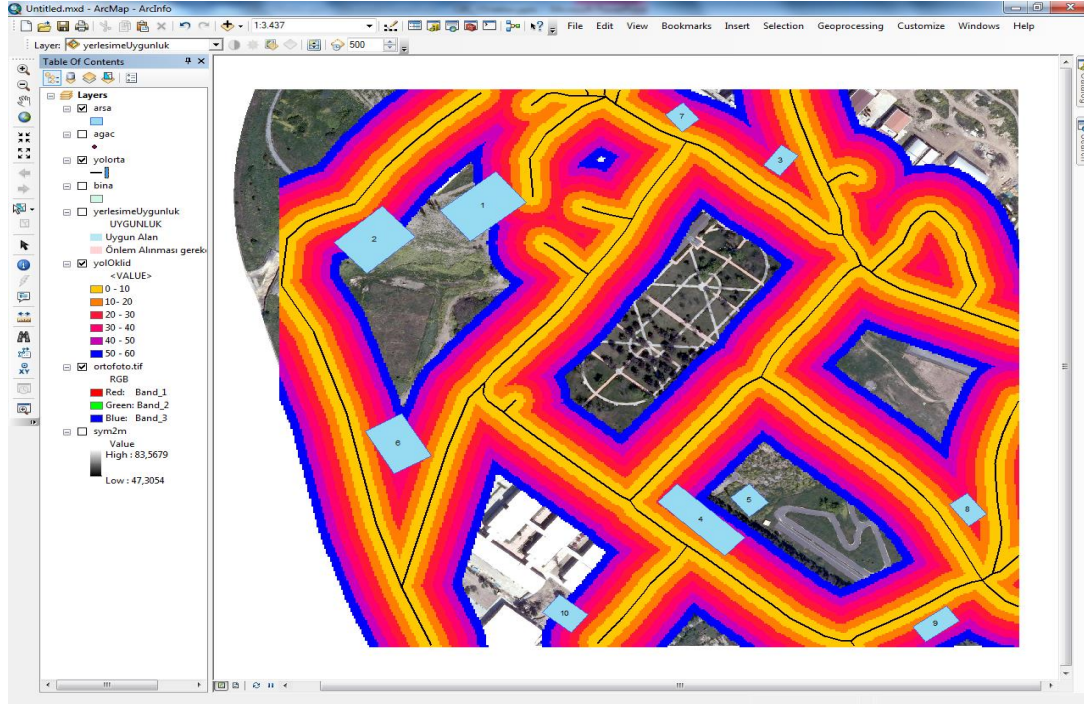 Untitled.mxd - ArcMap - ArcInfo
1:3.437
File Edit View Bookmarks Insert Selection Geoprocessing Customize Windows Help
Layer: yerlesimeUygunluk 500
Table Of Contents
Layers
arsa
agac
yolorta
bina
yerlesimeUygunluk
UYGUNLUK
Uygun Alan
Önlem Alınması gerek
yolOklid
<VALUE>
0 - 10
10- 20
20 - 30
30 - 40
40 - 50
50 - 60
ortofoto.tif
RGB
Red: Band_1
Green: Band_2
Blue: Band_3
sym2m
Value
High : 83,5679
Low : 47,3054
7
3
1
2
6
5
4
8
10
9